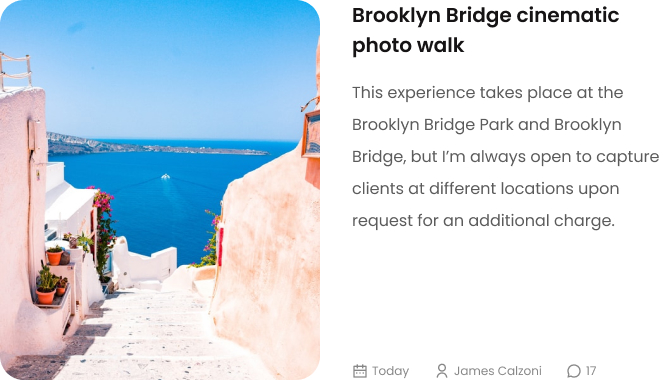 Brooklyn Bridge cinematic
photo walk
This experience takes place at the
Brooklyn Bridge Park and Brooklyn
Bridge, but I’m always open to capture
clients at different locations upon
request for an additional charge.
Today James Calzoni 17